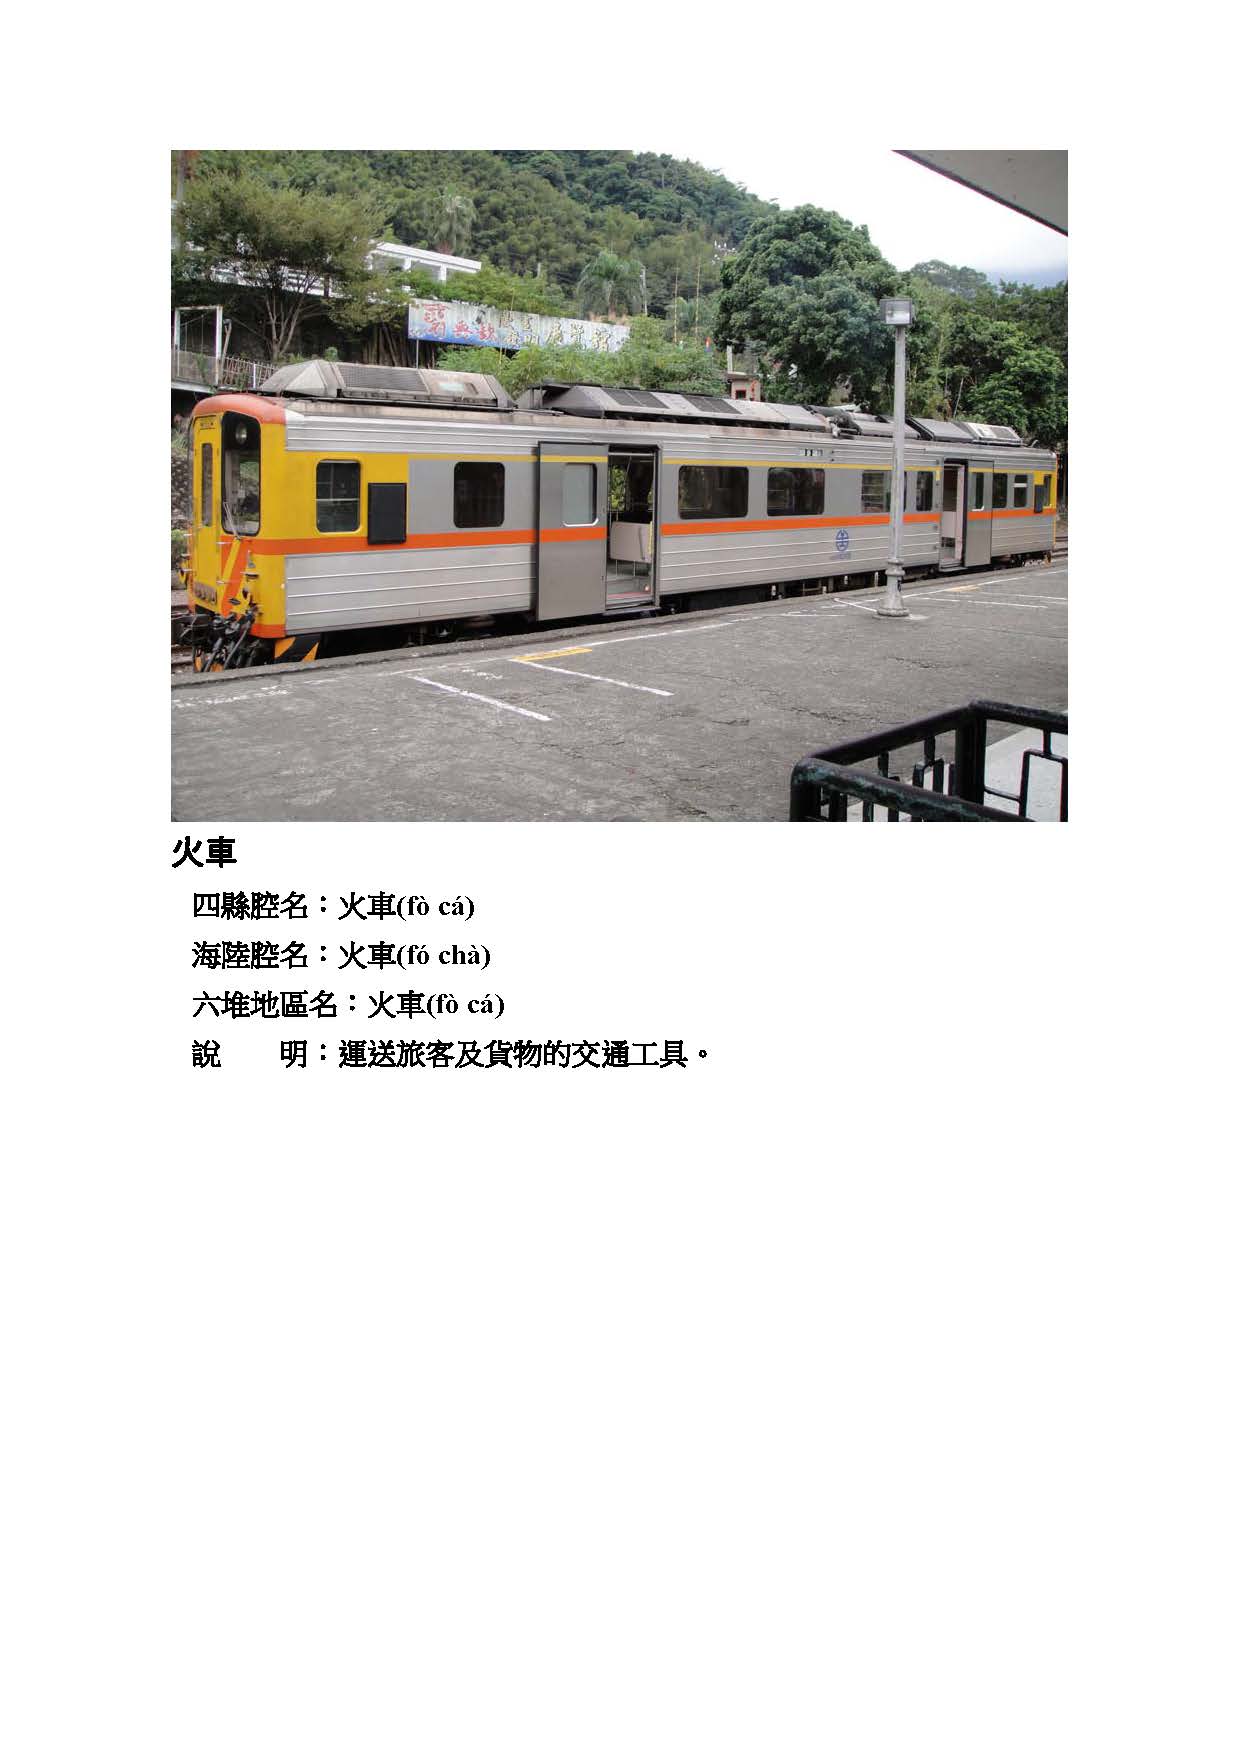 火車
四縣腔名：火車(fò cá)
海陸腔名：火車(fó chà)
六堆地區名：火車(fò cá)
說　　明：運送旅客及貨物的交通工具。